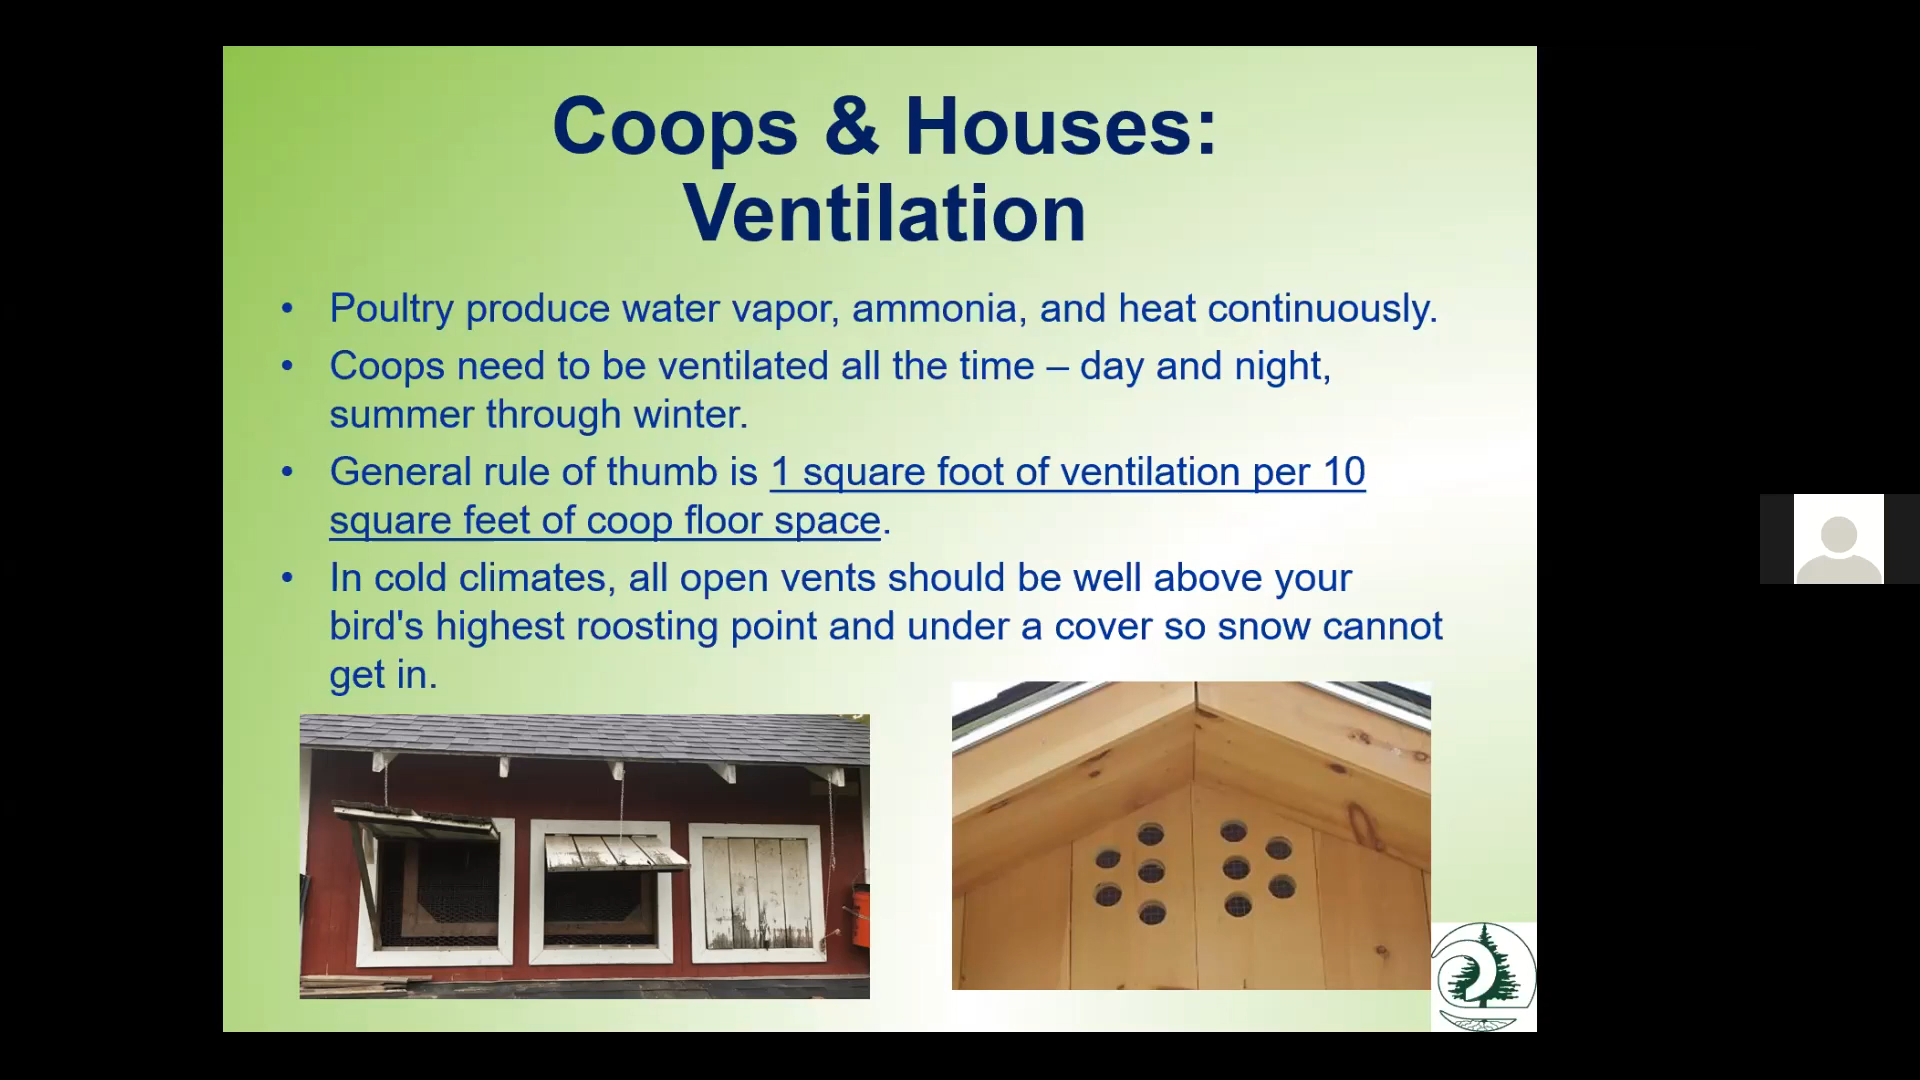 Coops & Houses:
Ventilation
• Poultry produce water vapor, ammonia, and heat continuously.
• Coops need to be ventilated all the time – day and night,
summer through winter.
• General rule of thumb is 1 square foot of ventilation per 10
square feet of coop floor space.
• In cold climates, all open vents should be well above your
bird's highest roosting point and under a cover so snow cannot
get in.